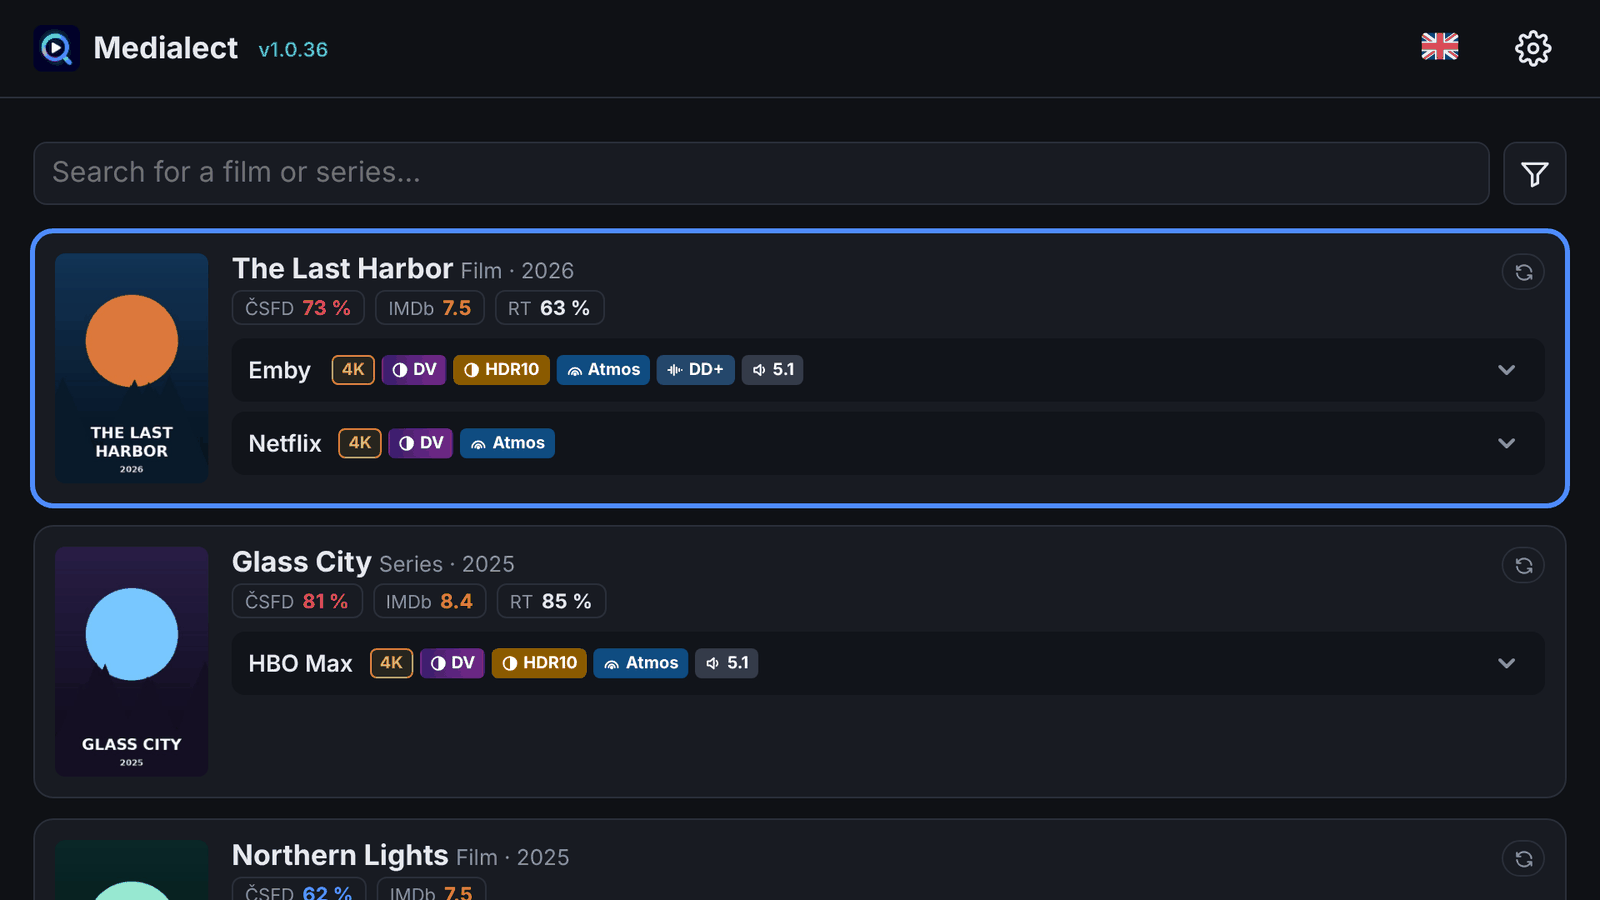 Medialect v1.0.36
Search for a film or series...
The Last Harbor Film · 2026
ČSFD 73 % IMDb 7.5 RT 63 %
Emby 4K DV HDR10 Atmos DD+ 5.1
THE LAST
HARBOR
2026
Netflix 4K DV Atmos
Glass City Series · 2025
ČSFD 81 % IMDb 8.4 RT 85 %
HBO Max 4K DV HDR10 Atmos 5.1
GLASS CITY
2025
Northern Lights Film · 2025
ČSFD 62 % IMDb 7.5